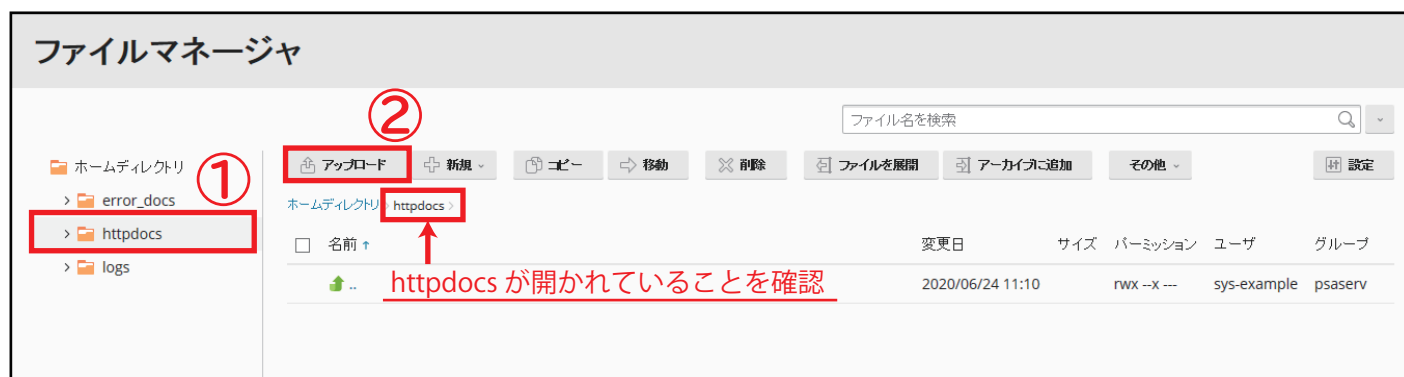 ファイルマネージャ
②
ファイル名を検索
ホームディレクトリ
①
error_docs
httpdocs
logs
アップロード 新規 コピー 移動 削除 ファイルを展開 アーカイブに追加 その他 設定
ホームディレクトリ > httpdocs >
名前 ↑ 変更日 サイズ パーミッション ユーザ グループ
.. 2020/06/24 11:10 rwx --x --- sys-example psaserv
httpdocs が開かれていることを確認